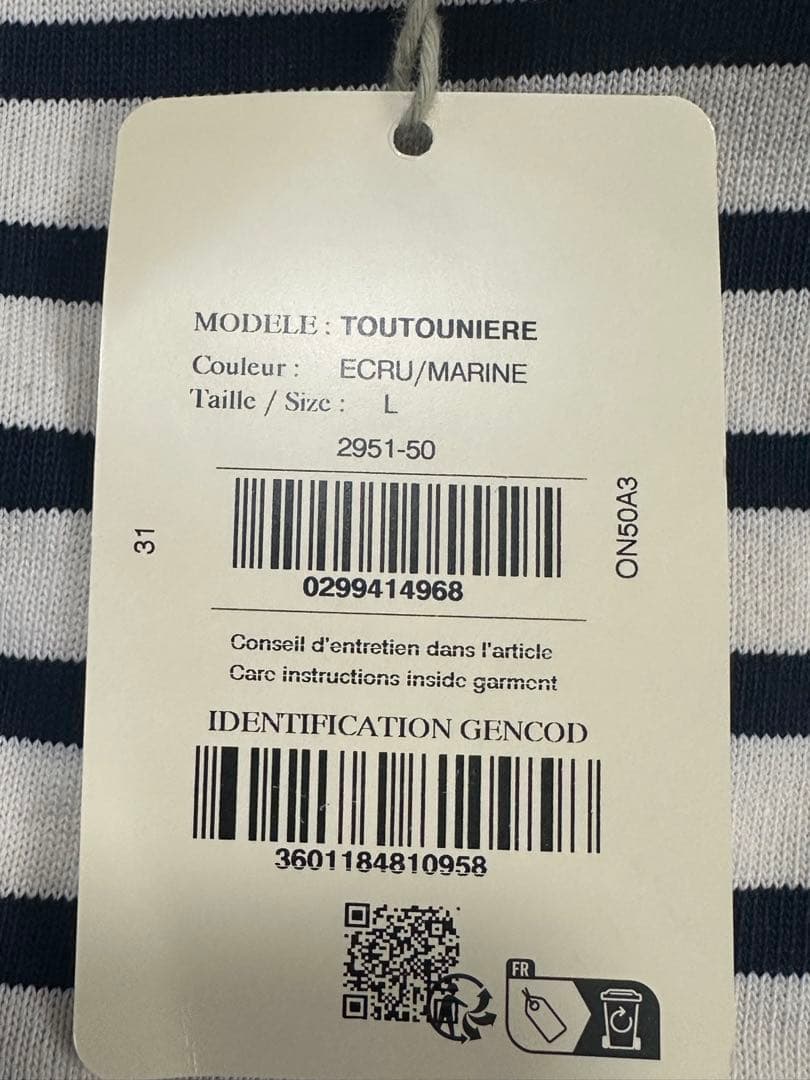 MODELE : TOUTOUNIERE
Couleur : ECRU/MARINE
Taille / Size : L
2951-50
31
ON50A3
0299414968
Conseil d'entretien dans l'article
Care instructions inside garment
IDENTIFICATION GENCOD
3601184810958
FR